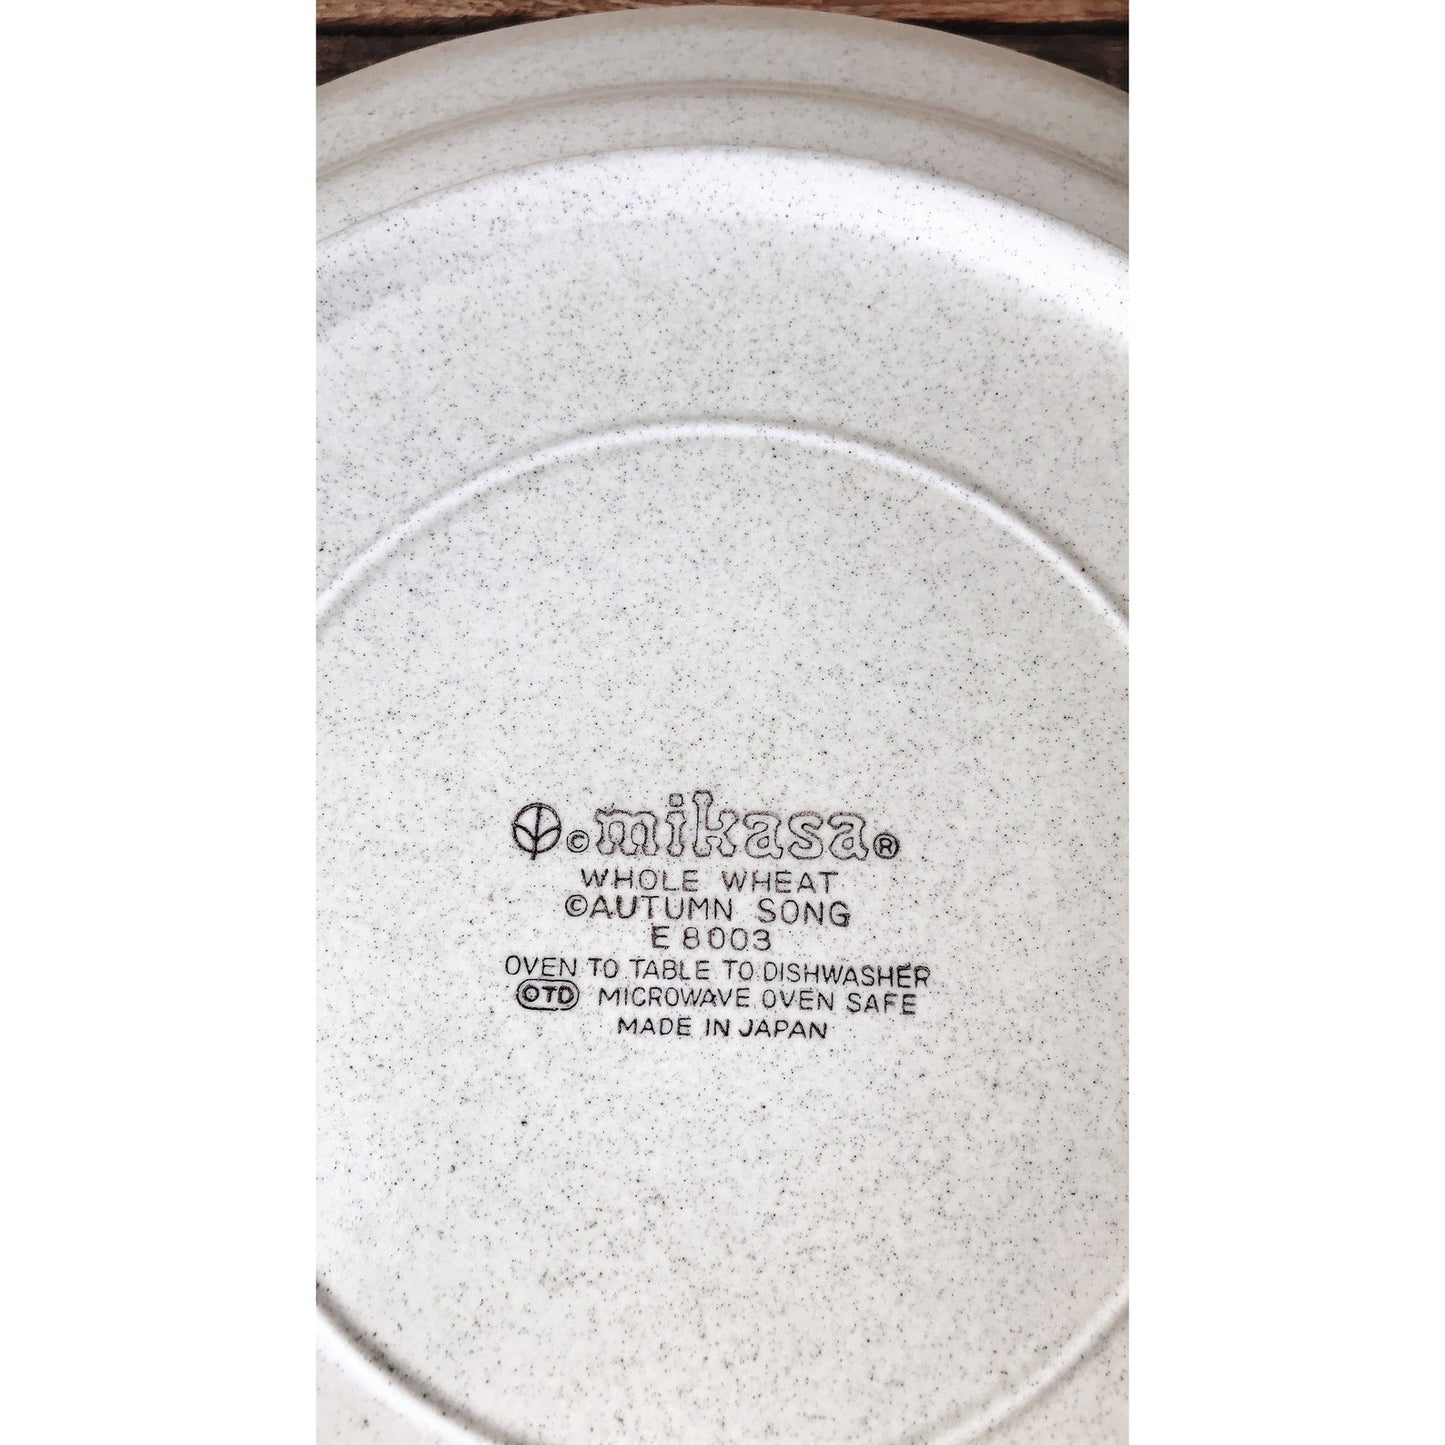 © mikasa ®
WHOLE WHEAT
©AUTUMN SONG
E 8003
OVEN TO TABLE TO DISHWASHER
OTD MICROWAVE OVEN SAFE
MADE IN JAPAN